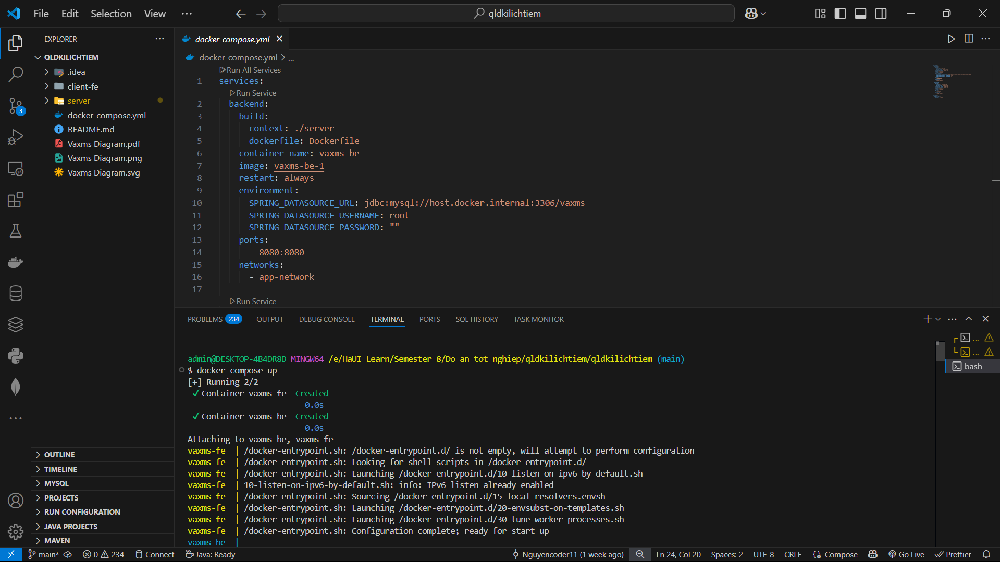 File Edit Selection View ...
qldkilichtiem
EXPLORER
QLDKILICHTIEM
.idea
client-fe
server
docker-compose.yml
README.md
Vaxms Diagram.pdf
Vaxms Diagram.png
Vaxms Diagram.svg
OUTLINE
TIMELINE
MYSQL
PROJECTS
RUN CONFIGURATION
JAVA PROJECTS
MAVEN
3
docker-compose.yml
docker-compose.yml > ...
Run All Services
1 services:
Run Service
2 backend:
3 build:
4 context: ./server
5 dockerfile: Dockerfile
6 container_name: vaxms-be
7 image: vaxms-be-1
8 restart: always
9 environment:
10 SPRING_DATASOURCE_URL: jdbc:mysql://host.docker.internal:3306/vaxms
11 SPRING_DATASOURCE_USERNAME: root
12 SPRING_DATASOURCE_PASSWORD: ""
13 ports:
14 - 8080:8080
15 networks:
16 - app-network
17
Run Service
PROBLEMS 234 OUTPUT DEBUG CONSOLE TERMINAL PORTS SQL HISTORY TASK MONITOR
admin@DESKTOP-4B4DR8B MINGW64 /e/HaUI_Learn/Semester 8/Do an tot nghiep/qldkilichtiem/qldkilichtiem (main)
$ docker-compose up
[+] Running 2/2
✓ Container vaxms-fe Created
0.0s
✓ Container vaxms-be Created
0.0s
Attaching to vaxms-be, vaxms-fe
vaxms-fe | /docker-entrypoint.sh: /docker-entrypoint.d/ is not empty, will attempt to perform configuration
vaxms-fe | /docker-entrypoint.sh: Looking for shell scripts in /docker-entrypoint.d/
vaxms-fe | /docker-entrypoint.sh: Launching /docker-entrypoint.d/10-listen-on-ipv6-by-default.sh
vaxms-fe | 10-listen-on-ipv6-by-default.sh: info: IPv6 listen already enabled
vaxms-fe | /docker-entrypoint.sh: Sourcing /docker-entrypoint.d/15-local-resolvers.envsh
vaxms-fe | /docker-entrypoint.sh: Launching /docker-entrypoint.d/20-envsubst-on-templates.sh
vaxms-fe | /docker-entrypoint.sh: Launching /docker-entrypoint.d/30-tune-worker-processes.sh
vaxms-fe | /docker-entrypoint.sh: Configuration complete; ready for start up
vaxms-be |
...
...
bash
main* 0 234 Connect Java: Ready Nguyencoder11 (1 week ago) Ln 24, Col 20 Spaces: 2 UTF-8 CRLF Compose Go Live Prettier